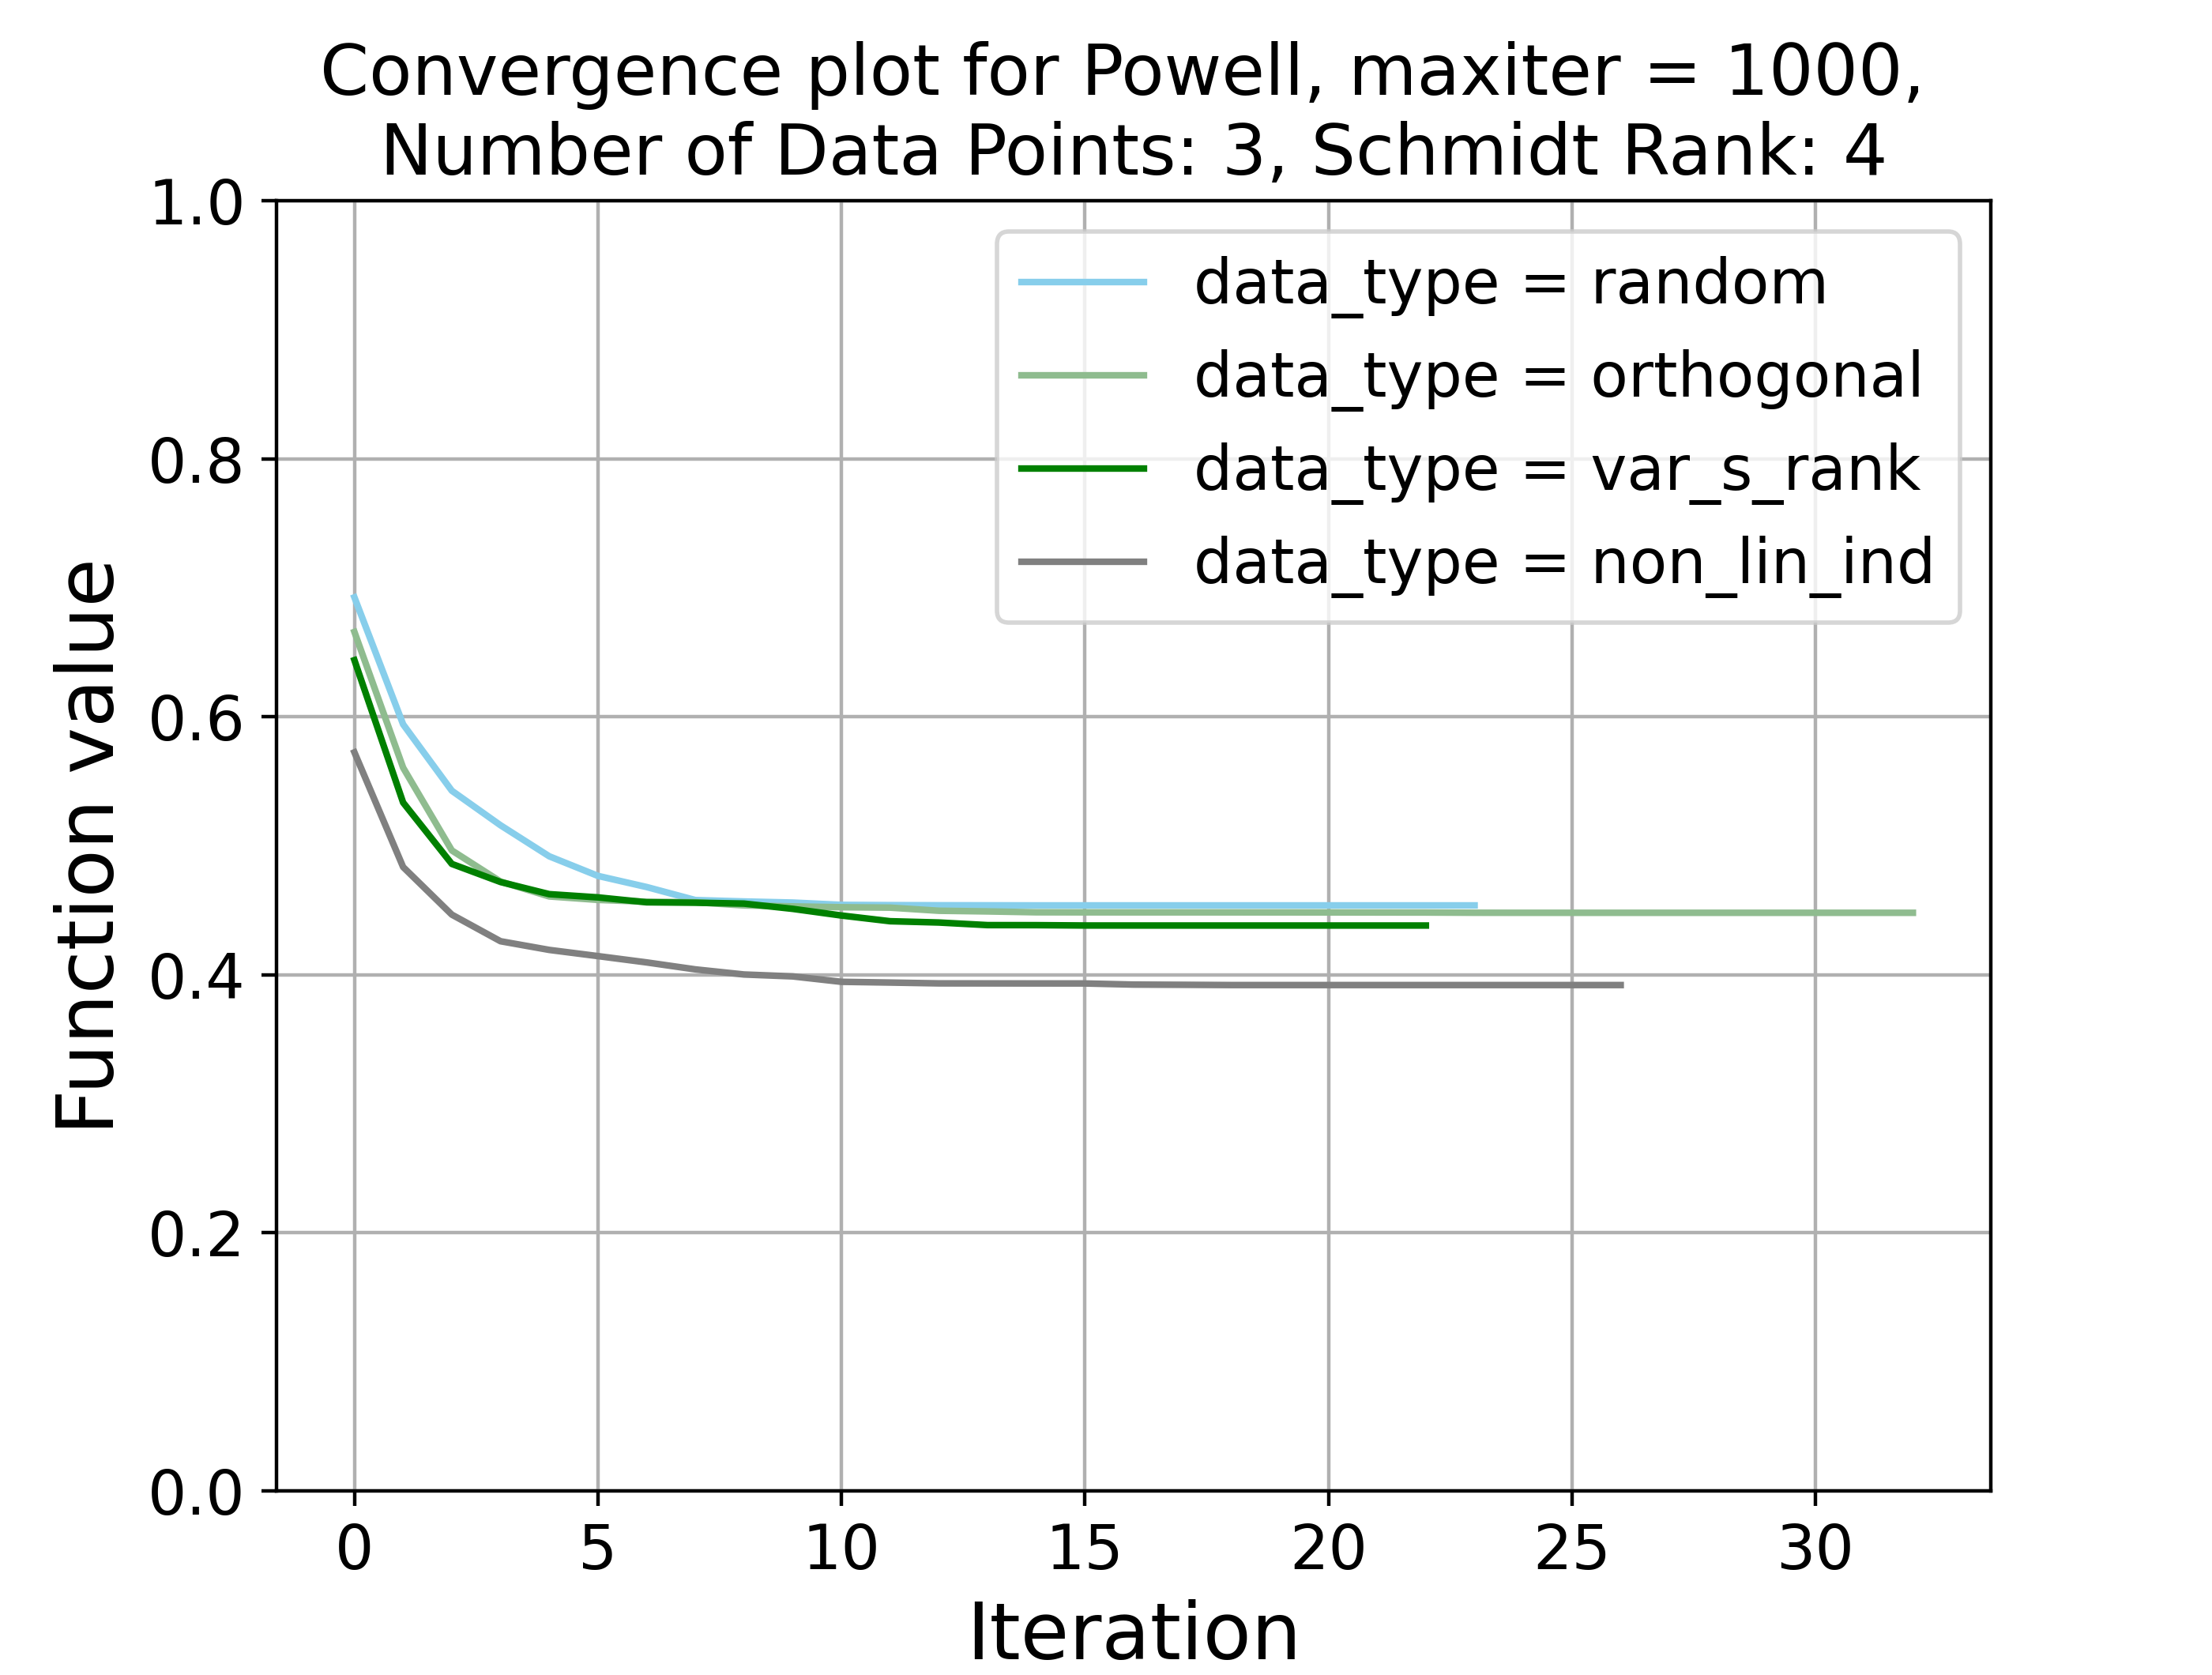 Convergence plot for Powell, maxiter = 1000,
Number of Data Points: 3, Schmidt Rank: 4
1.0
0.8
0.6
0.4
0.2
0.0
Function value
data_type = random
data_type = orthogonal
data_type = var_s_rank
data_type = non_lin_ind
0 5 10 15 20 25 30
Iteration